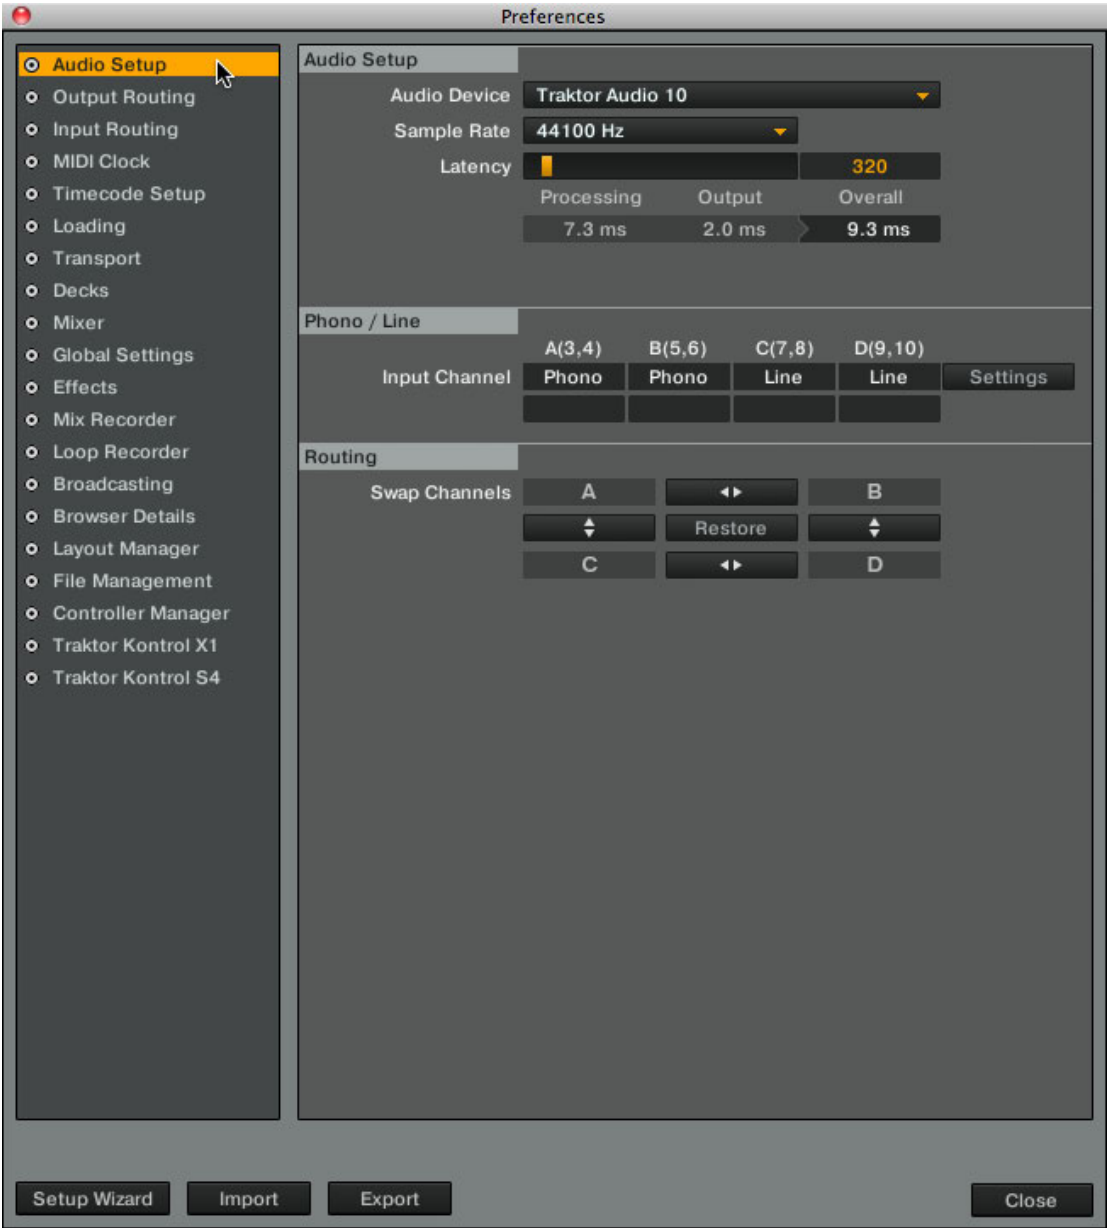 Preferences
Audio Setup
Output Routing
Input Routing
MIDI Clock
Timecode Setup
Loading
Transport
Decks
Mixer
Global Settings
Effects
Mix Recorder
Loop Recorder
Broadcasting
Browser Details
Layout Manager
File Management
Controller Manager
Traktor Kontrol X1
Traktor Kontrol S4
Audio Setup
Audio Device Traktor Audio 10
Sample Rate 44100 Hz
Latency 320
Processing Output Overall
7.3 ms 2.0 ms 9.3 ms
Phono / Line
A(3,4) B(5,6) C(7,8) D(9,10)
Input Channel Phono Phono Line Line Settings
Routing
Swap Channels A B
Restore
C D
Setup Wizard Import Export Close